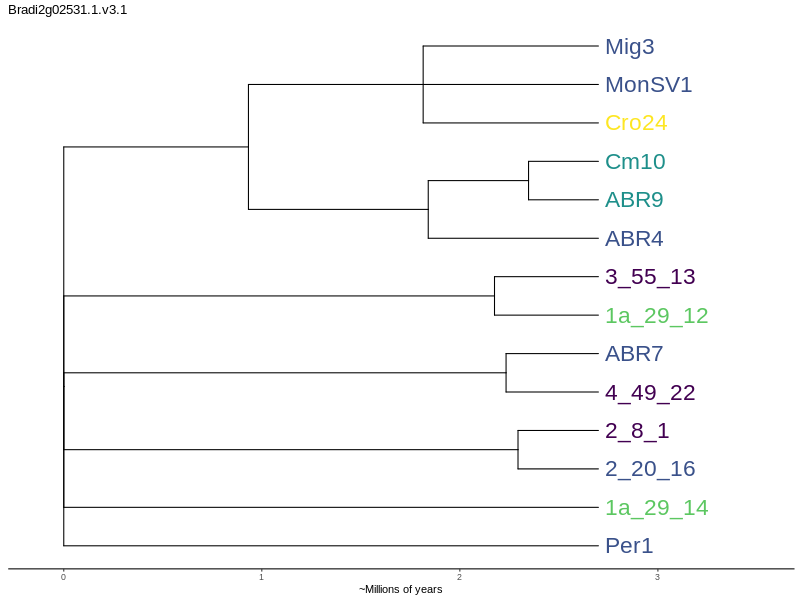 Bradi2g02531.1.v3.1
Mig3
MonSV1
Cro24
Cm10
ABR9
ABR4
3_55_13
1a_29_12
ABR7
4_49_22
2_8_1
2_20_16
1a_29_14
Per1
0 1 2 3
~Millions of years